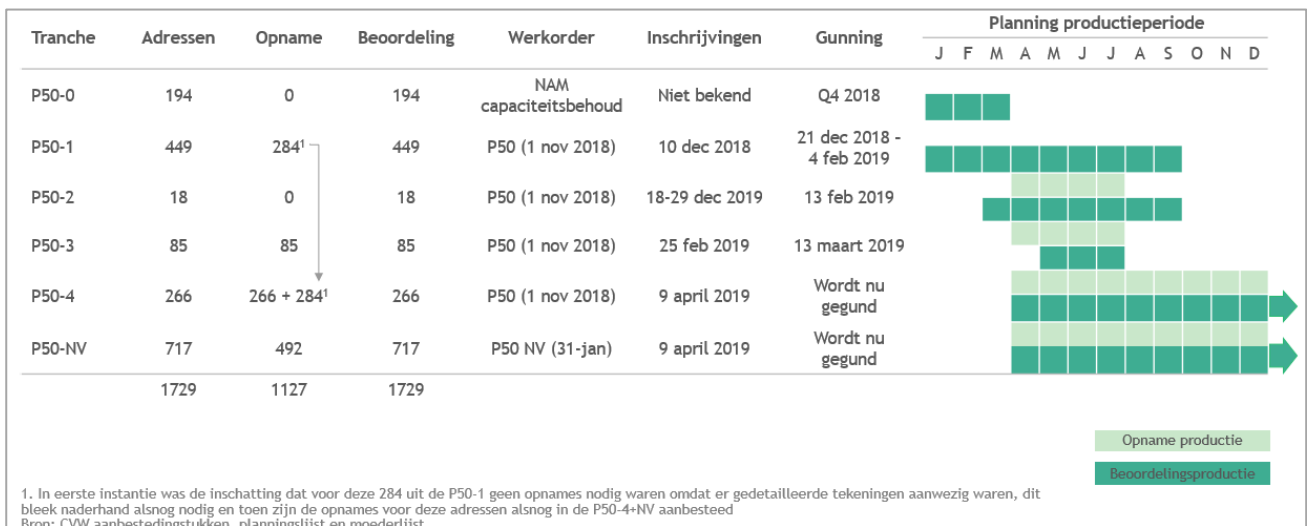 Planning productieperiode
Tranche Adressen Opname Beoordeling Werkorder Inschrijvingen Gunning J F M A M J J A S O N D
P50-0 194 0 194 NAM capaciteitsbehoud Niet bekend Q4 2018
P50-1 449 284¹ 449 P50 (1 nov 2018) 10 dec 2018 21 dec 2018 - 4 feb 2019
P50-2 18 0 18 P50 (1 nov 2018) 18-29 dec 2019 13 feb 2019
P50-3 85 85 85 P50 (1 nov 2018) 25 feb 2019 13 maart 2019
P50-4 266 266 + 284¹ 266 P50 (1 nov 2018) 9 april 2019 Wordt nu gegund
P50-NV 717 492 717 P50 NV (31-jan) 9 april 2019 Wordt nu gegund
1729 1127 1729
Opname productie
Beoordelingsproductie
1. In eerste instantie was de inschatting dat voor deze 284 uit de P50-1 geen opnames nodig waren omdat er gedetailleerde tekeningen aanwezig waren, dit
bleek naderhand alsnog nodig en toen zijn de opnames voor deze adressen alsnog in de P50-4+NV aanbesteed
Bron: CVW aanbestedingstukken, planningslijst en moederlijst